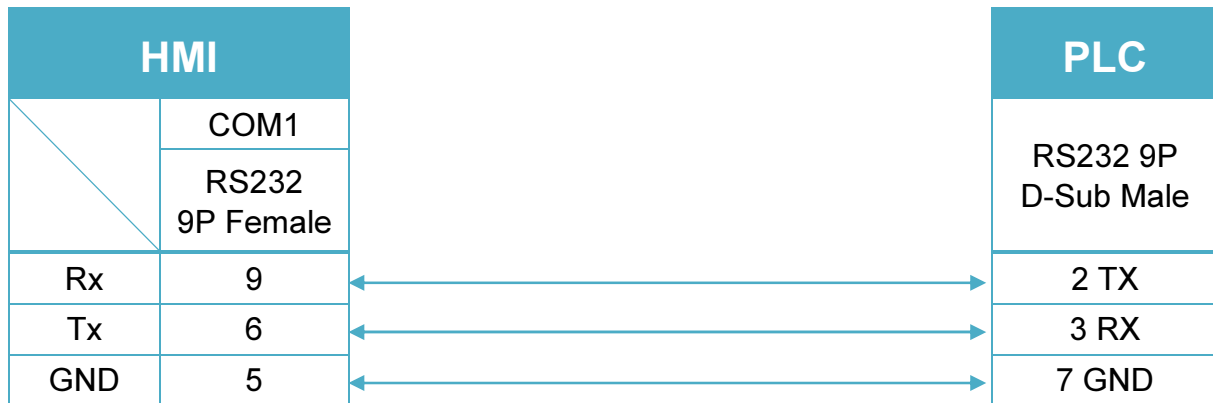 HMI
PLC
COM1
RS232
9P Female
RS232 9P
D-Sub Male
Rx 9 2 TX
Tx 6 3 RX
GND 5 7 GND